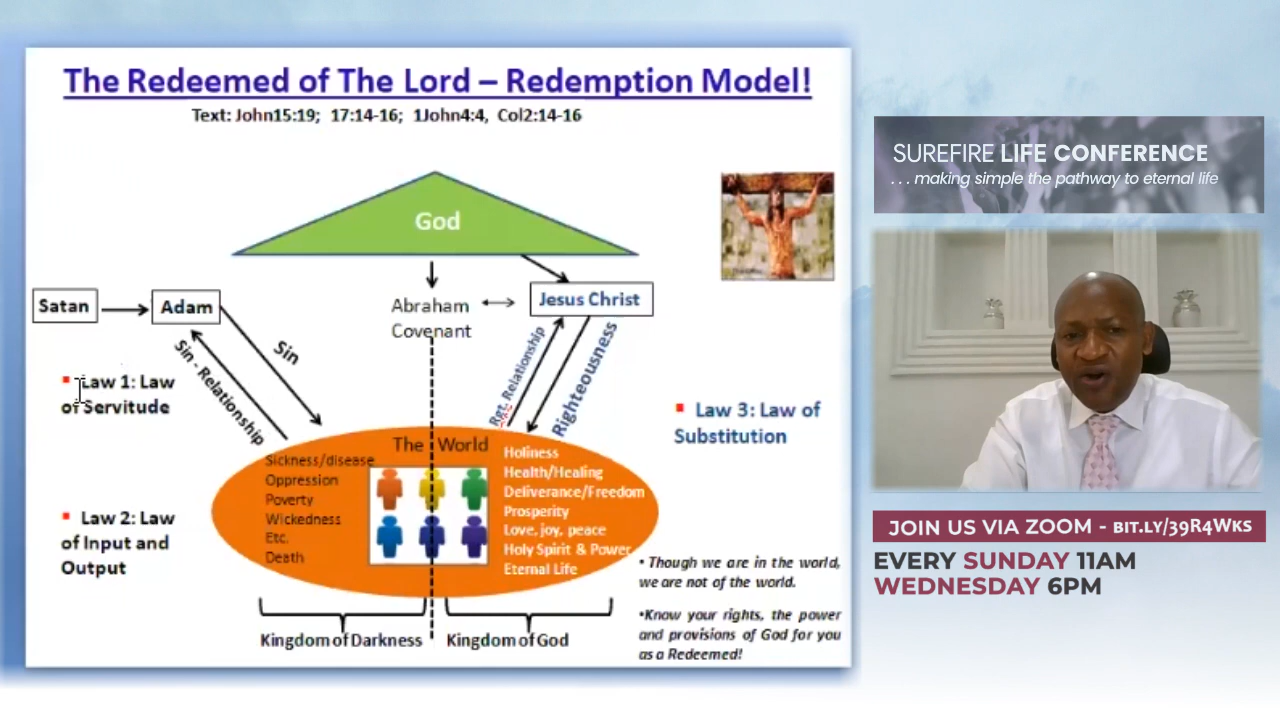 The Redeemed of The Lord – Redemption Model!
Text: John15:19; 17:14-16; 1John4:4, Col2:14-16
God
Satan
Adam
Abraham
Covenant
Jesus Christ
Sin
Sin - Relationship
Rgt. Relationship
Righteousness
Law 1: Law
of Servitude
Law 2: Law
of Input and
Output
Law 3: Law of
Substitution
The World
Sickness/disease
Oppression
Poverty
Wickedness
Etc.
Death
Holiness
Health/Healing
Deliverance/Freedom
Prosperity
Love, joy, peace
Holy Spirit & Power
Eternal Life
Kingdom of Darkness
Kingdom of God
• Though we are in the world,
we are not of the world.
•Know your rights, the power
and provisions of God for you
as a Redeemed!
SUREFIRE LIFE CONFERENCE
. . . making simple the pathway to eternal life
JOIN US VIA ZOOM - BIT.LY/39R4WKS
EVERY SUNDAY 11AM
WEDNESDAY 6PM